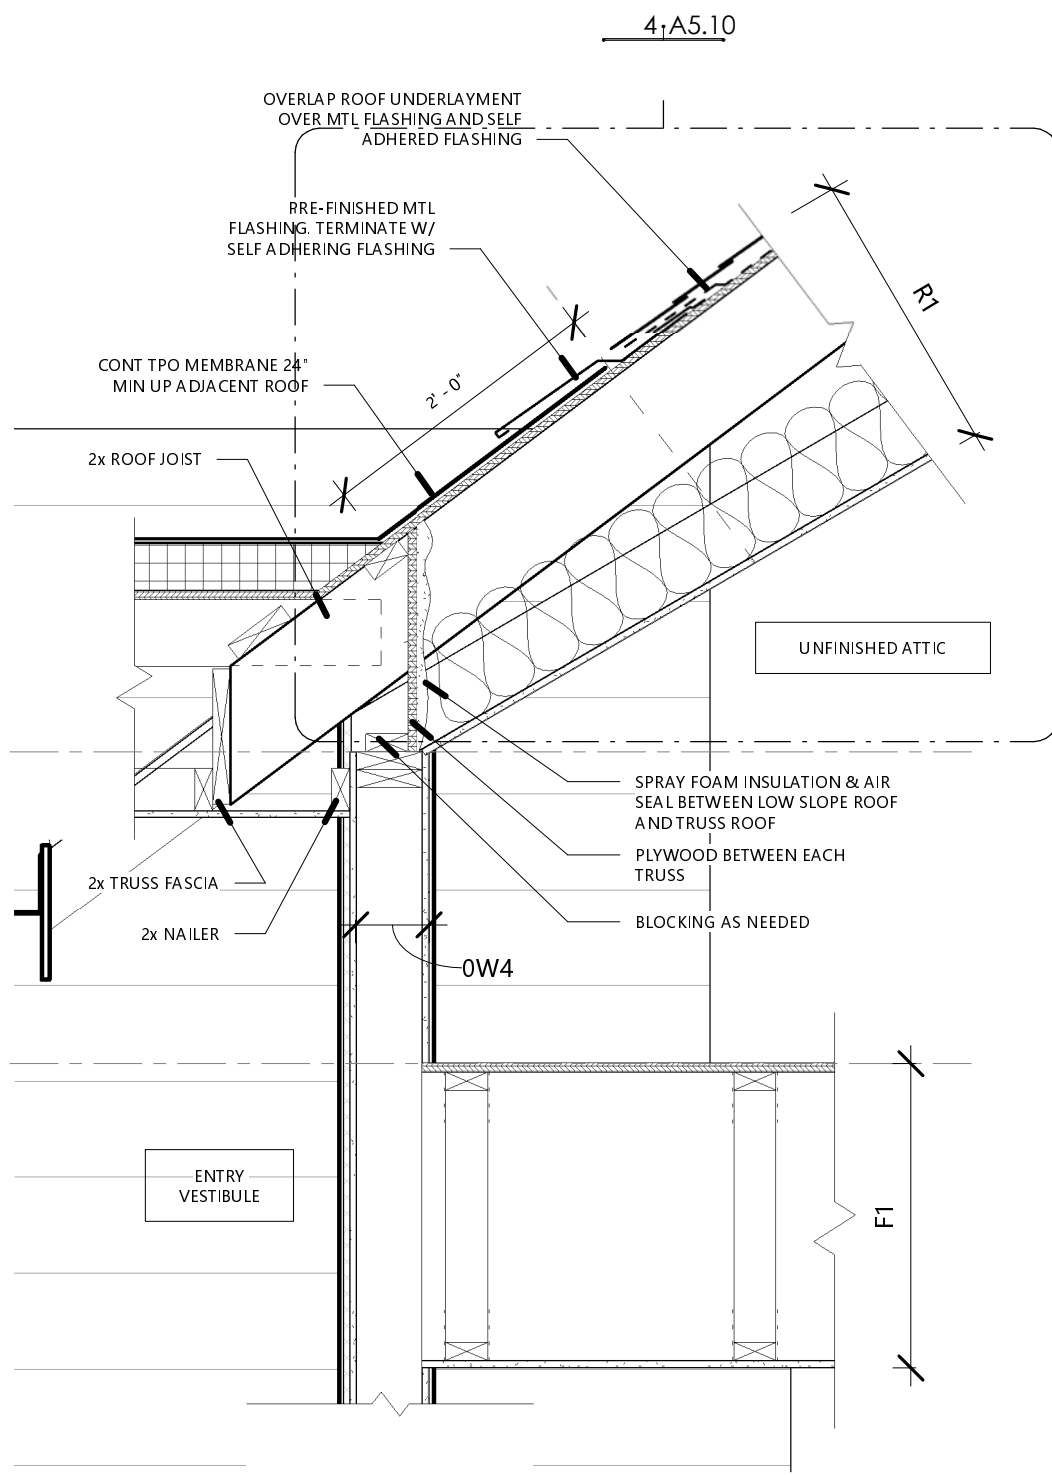 4 A5.10
OVERLAP ROOF UNDERLAYMENT
OVER MTL FLASHING AND SELF
ADHERED FLASHING
PRE-FINISHED MTL
FLASHING. TERMINATE W/
SELF ADHERING FLASHING
R1
CONT TPO MEMBRANE 24"
MIN UP ADJACENT ROOF
2' - 0"
2x ROOF JOIST
UNFINISHED ATTIC
SPRAY FOAM INSULATION & AIR
SEAL BETWEEN LOW SLOPE ROOF
AND TRUSS ROOF
PLYWOOD BETWEEN EACH
TRUSS
2x TRUSS FASCIA
BLOCKING AS NEEDED
2x NAILER
0W4
ENTRY
VESTIBULE
F1